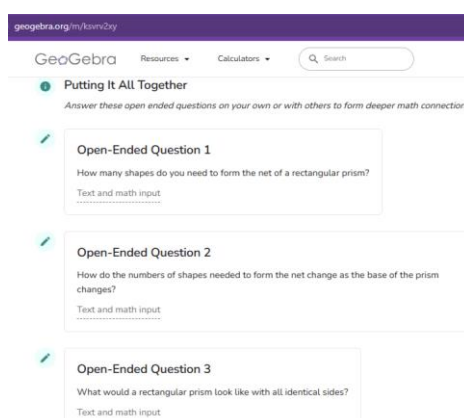 geogebra.org/m/ksvrv2xy
GeoGebra Resources Calculators Search
Putting It All Together
Answer these open ended questions on your own or with others to form deeper math connection
Open-Ended Question 1
How many shapes do you need to form the net of a rectangular prism?
Text and math input
Open-Ended Question 2
How do the numbers of shapes needed to form the net change as the base of the prism
changes?
Text and math input
Open-Ended Question 3
What would a rectangular prism look like with all identical sides?
Text and math input